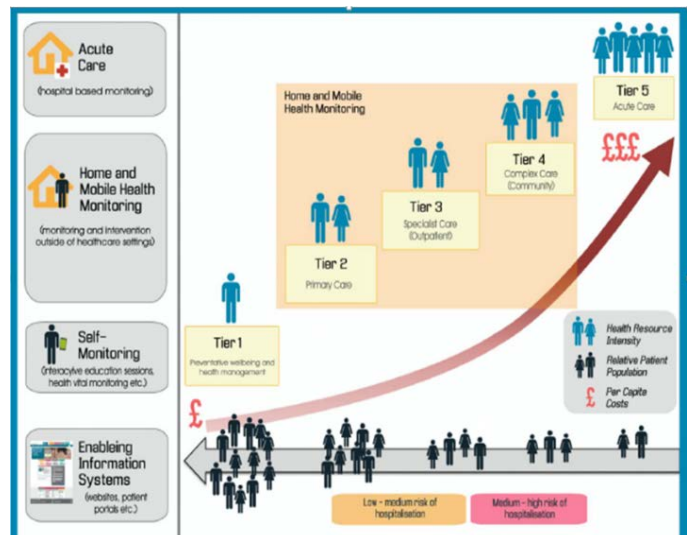 Acute
Care
(hospital based monitoring)
Home and
Mobile Health
Monitoring
(monitoring and intervention
outside of healthcare settings)
Self-
Monitoring
(interacyive education sessions,
health vital monitoring etc.)
Enableing
Information
Systems
(websites, patient
portals etc.)
Home and Mobile
Health Monitoring
Tier 1
Preventative wellbeing and
health management
Tier 2
Primary Care
Tier 3
Specialist Care
(Outpatient)
Tier 4
Complex Care
(Community)
Tier 5
Acute Care
£££
£
Health Resource
Intensity
Relative Patient
Population
£
Per Capita
Costs
Low - medium risk of
hospitalisation
Medium - high risk of
hospitalisation